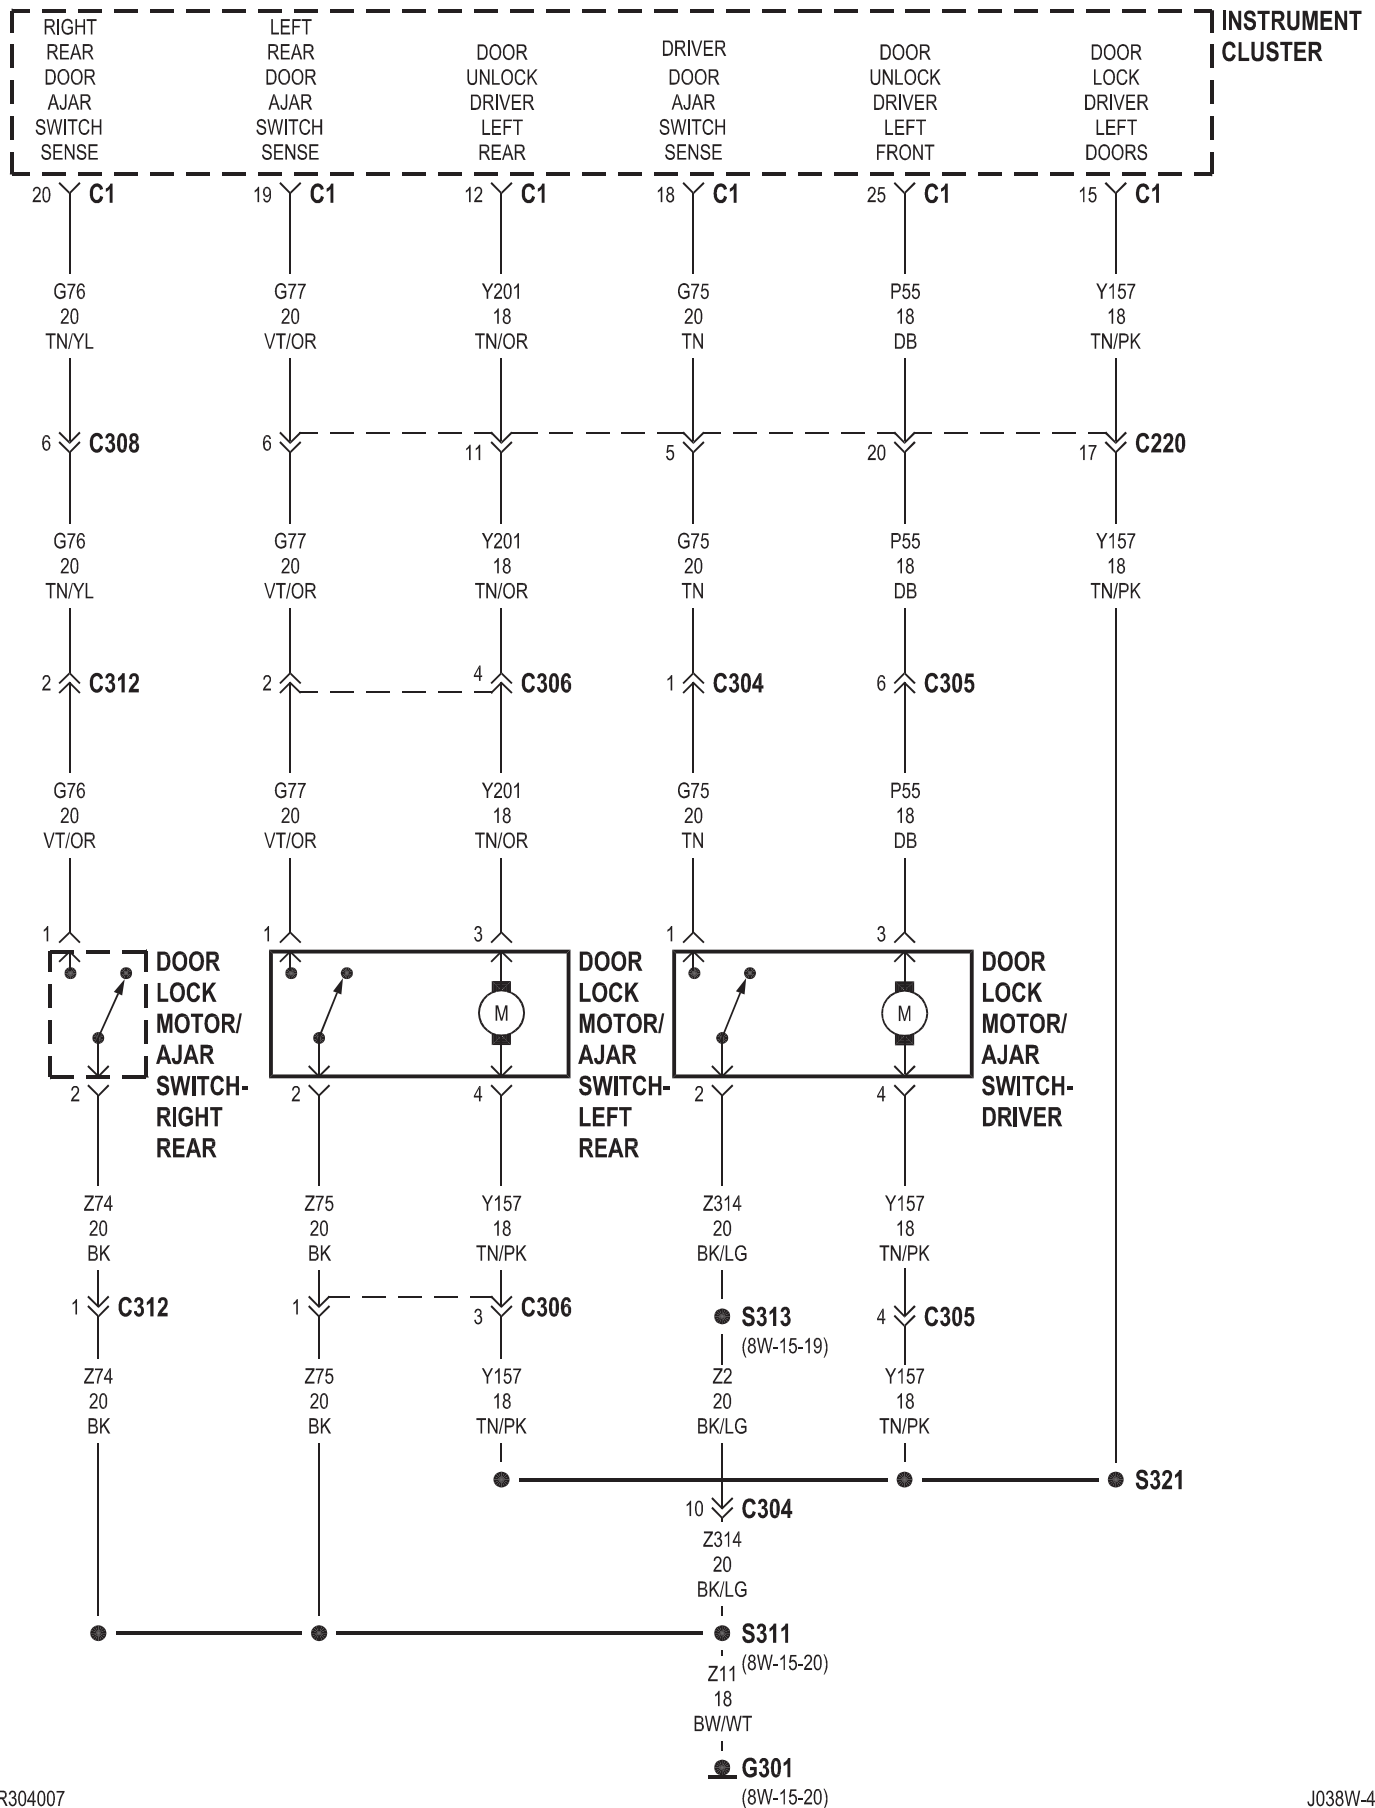 INSTRUMENT
CLUSTER
RIGHT
REAR
DOOR
AJAR
SWITCH
SENSE
LEFT
REAR
DOOR
AJAR
SWITCH
SENSE
DOOR
UNLOCK
DRIVER
LEFT
REAR
DRIVER
DOOR
AJAR
SWITCH
SENSE
DOOR
UNLOCK
DRIVER
LEFT
FRONT
DOOR
LOCK
DRIVER
LEFT
DOORS
20 C1 19 C1 12 C1 18 C1 25 C1 15 C1
G76 G77 Y201 G75 P55 Y157
20 20 18 20 18 18
TN/YL VT/OR TN/OR TN DB TN/PK
6 C308 6 11 5 20 17 C220
G76 G77 Y201 G75 P55 Y157
20 20 18 20 18 18
TN/YL VT/OR TN/OR TN DB TN/PK
2 C312 2 4 C306 1 C304 6 C305
G76 G77 Y201 G75 P55
20 20 18 20 18
VT/OR VT/OR TN/OR TN DB
1 1 3 1 3
DOOR
LOCK
MOTOR/
AJAR
SWITCH-
RIGHT
REAR
M
DOOR
LOCK
MOTOR/
AJAR
SWITCH-
LEFT
REAR
M
DOOR
LOCK
MOTOR/
AJAR
SWITCH-
DRIVER
2 2 4 2 4
Z74 Z75 Y157 Z314 Y157
20 20 18 20 18
BK BK TN/PK BK/LG TN/PK
1 C312 1 3 C306 S313 4 C305
(8W-15-19)
Z74 Z75 Y157 Z2 Y157
20 20 18 20 18
BK BK TN/PK BK/LG TN/PK
S321
10 C304
Z314
20
BK/LG
S311
(8W-15-20)
Z11
18
BW/WT
G301
(8W-15-20)
R304007 J038W-4